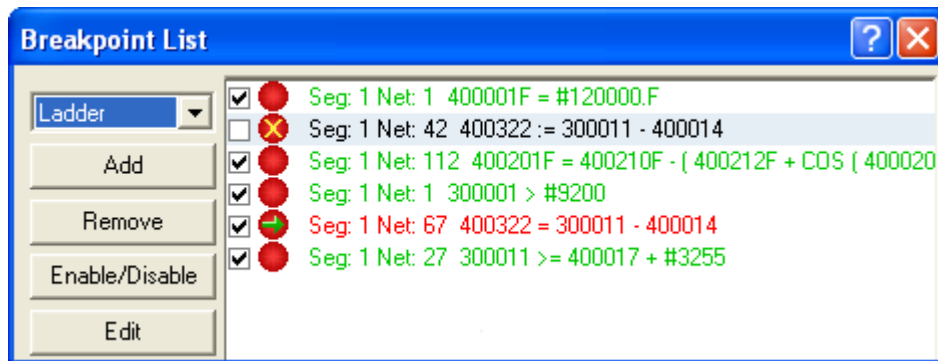 Breakpoint List
Ladder
Add
Remove
Enable/Disable
Edit
Seg: 1 Net: 1 400001F = #120000.F
Seg: 1 Net: 42 400322 := 300011 - 400014
Seg: 1 Net: 112 400201F = 400210F - ( 400212F + COS ( 400020
Seg: 1 Net: 1 300001 > #9200
Seg: 1 Net: 67 400322 = 300011 - 400014
Seg: 1 Net: 27 300011 >= 400017 + #3255